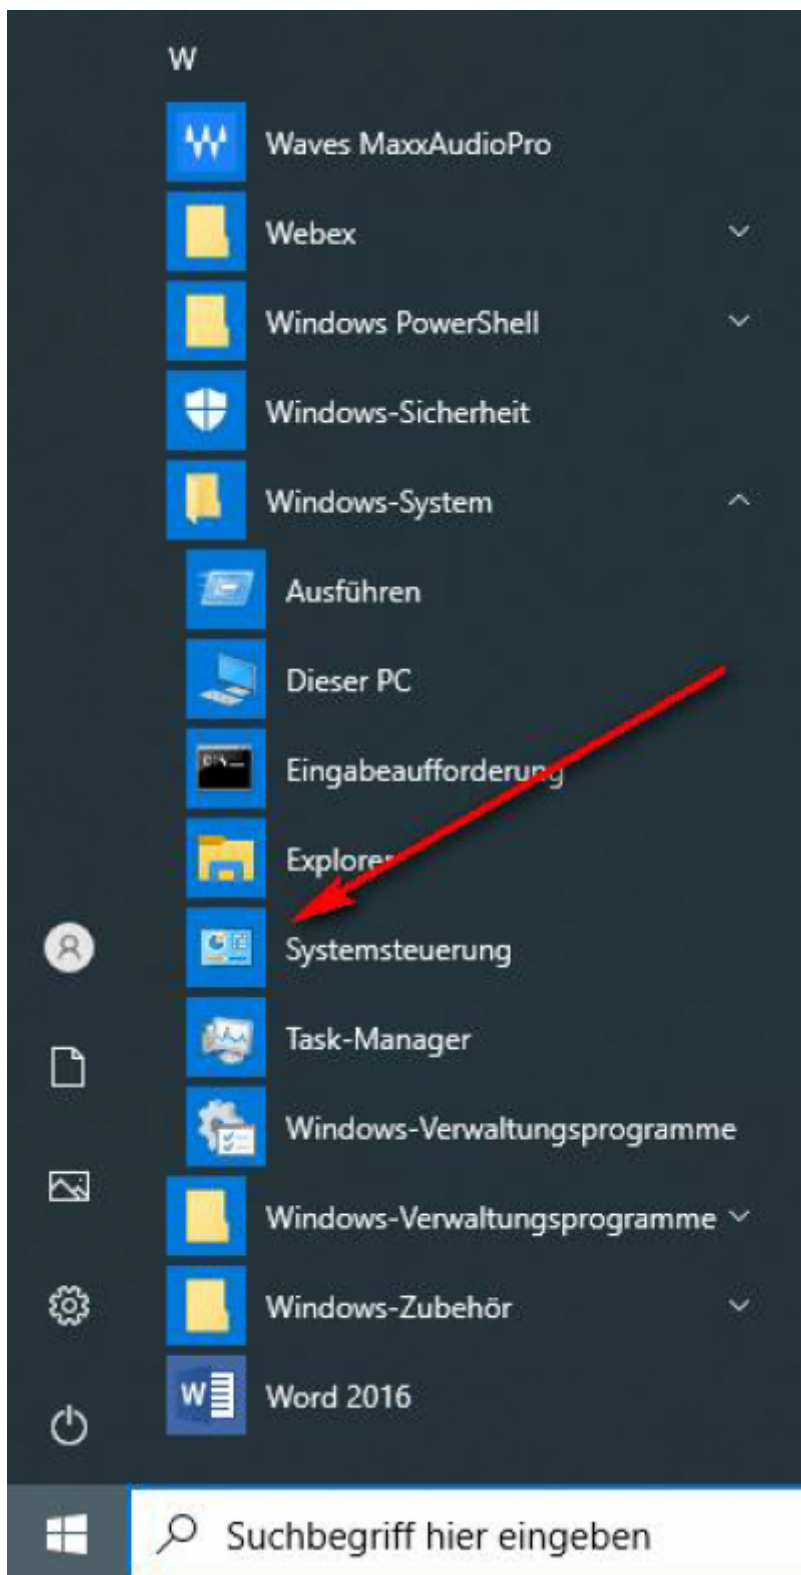 W
Waves MaxxAudioPro
Webex
Windows PowerShell
Windows-Sicherheit
Windows-System
Ausführen
Dieser PC
Eingabeaufforderung
Explorer
Systemsteuerung
Task-Manager
Windows-Verwaltungsprogramme
Windows-Verwaltungsprogramme
Windows-Zubehör
Word 2016
Suchbegriff hier eingeben